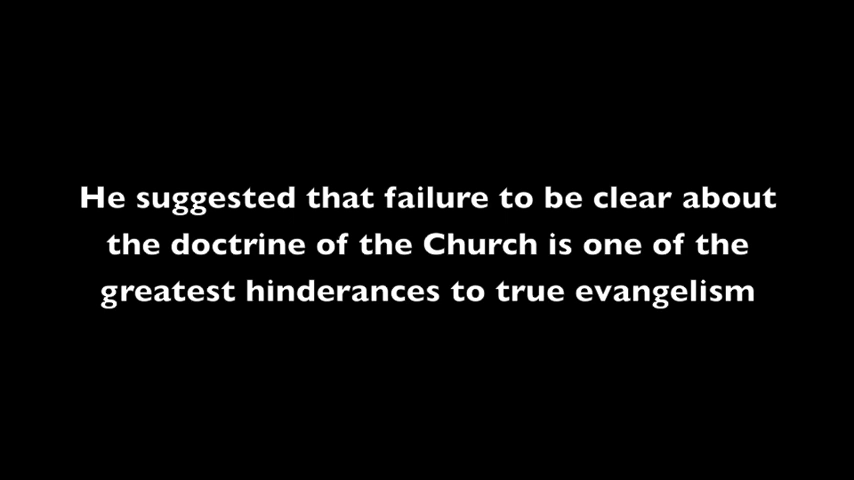 He suggested that failure to be clear about
the doctrine of the Church is one of the
greatest hinderances to true evangelism